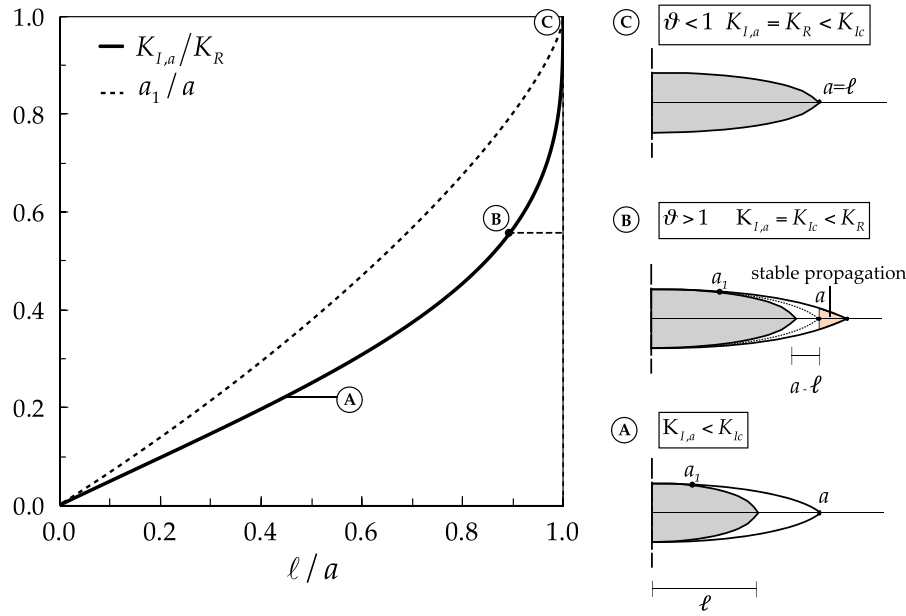 1.0
0.8
0.6
0.4
0.2
0.0
0.0 0.2 0.4 0.6 0.8 1.0
ℓ / a
K_{I,a}/K_R
a_1 / a
C
B
A
C ϑ < 1 K_{I,a} = K_R < K_{Ic}
a=ℓ
B ϑ > 1 K_{I,a} = K_{Ic} < K_R
stable propagation
a_1 a
a - ℓ
A K_{I,a} < K_{Ic}
a_1 a
ℓ